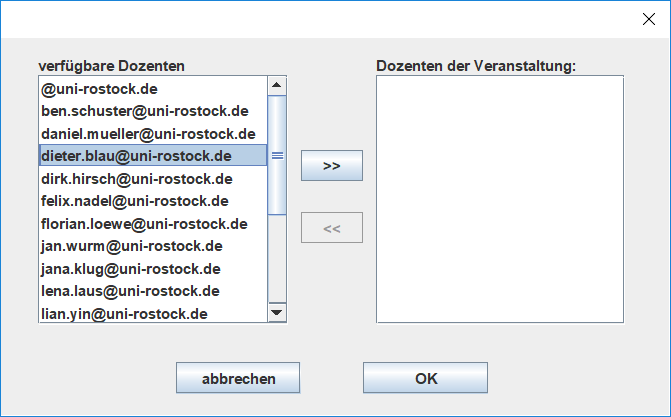 verfügbare Dozenten
Dozenten der Veranstaltung:
@uni-rostock.de
ben.schuster@uni-rostock.de
daniel.mueller@uni-rostock.de
dieter.blau@uni-rostock.de
dirk.hirsch@uni-rostock.de
felix.nadel@uni-rostock.de
florian.loewe@uni-rostock.de
jan.wurm@uni-rostock.de
jana.klug@uni-rostock.de
lena.laus@uni-rostock.de
lian.yin@uni-rostock.de
>>
<<
abbrechen
OK